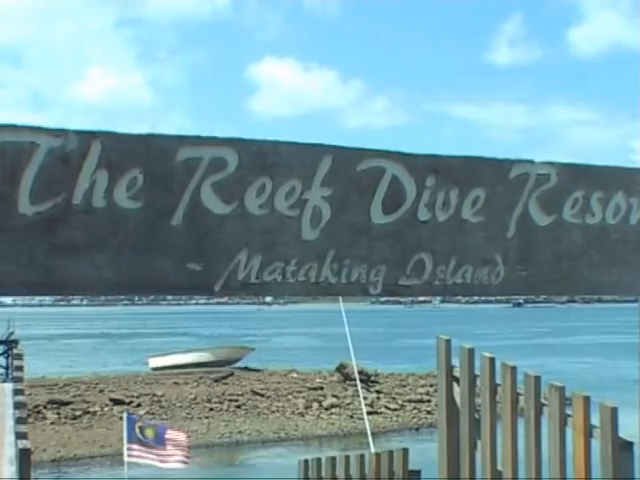 The Reef Dive Resor
- Mataking Island -